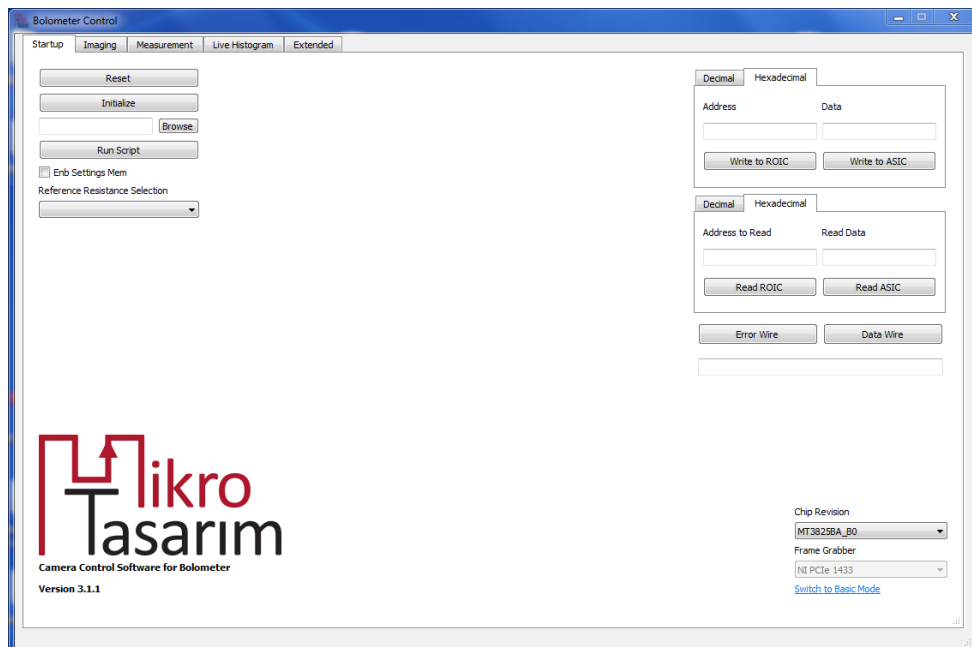 Bolometer Control
Startup Imaging Measurement Live Histogram Extended
Reset
Initialize
Browse
Run Script
Enb Settings Mem
Reference Resistance Selection
Decimal Hexadecimal
Address Data
Write to ROIC Write to ASIC
Decimal Hexadecimal
Address to Read Read Data
Read ROIC Read ASIC
Error Wire Data Wire
Mikro
Tasarım
Camera Control Software for Bolometer
Version 3.1.1
Chip Revision
MT3825BA_B0
Frame Grabber
NI PCIe 1433
Switch to Basic Mode